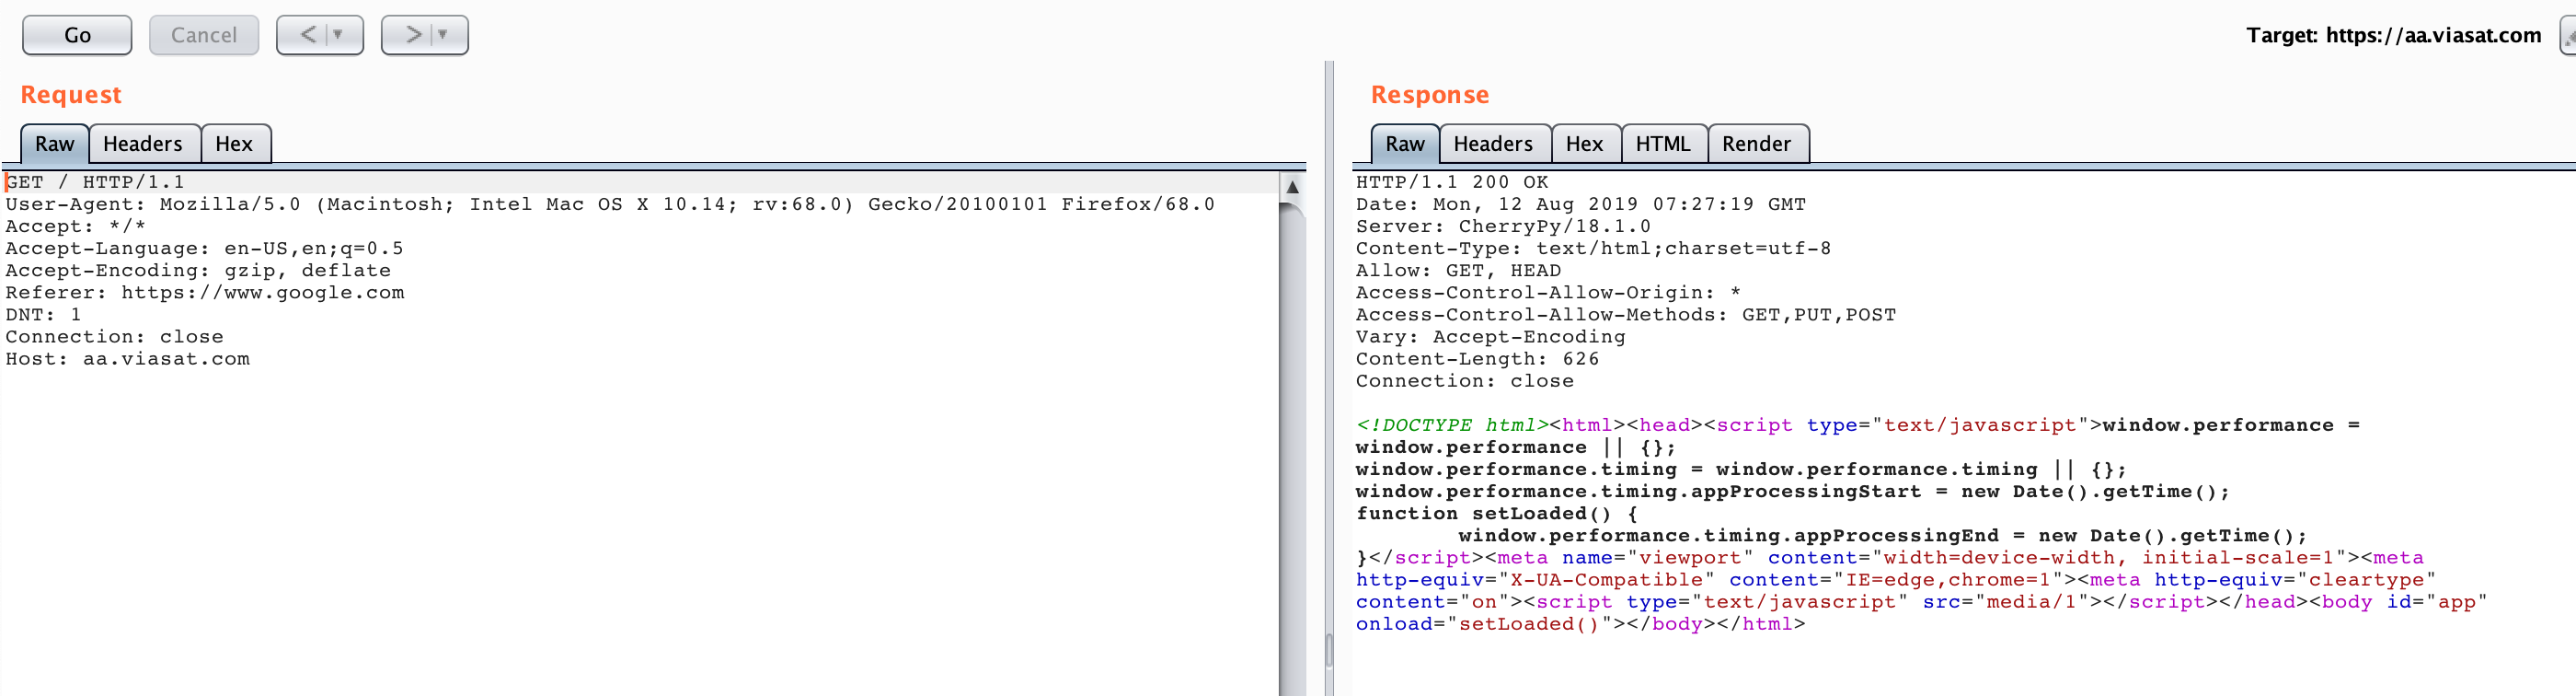 Go Cancel < > Target: https://aa.viasat.com
Request
Raw Headers Hex
GET / HTTP/1.1
User-Agent: Mozilla/5.0 (Macintosh; Intel Mac OS X 10.14; rv:68.0) Gecko/20100101 Firefox/68.0
Accept: */*
Accept-Language: en-US,en;q=0.5
Accept-Encoding: gzip, deflate
Referer: https://www.google.com
DNT: 1
Connection: close
Host: aa.viasat.com
Response
Raw Headers Hex HTML Render
HTTP/1.1 200 OK
Date: Mon, 12 Aug 2019 07:27:19 GMT
Server: CherryPy/18.1.0
Content-Type: text/html;charset=utf-8
Allow: GET, HEAD
Access-Control-Allow-Origin: *
Access-Control-Allow-Methods: GET,PUT,POST
Vary: Accept-Encoding
Content-Length: 626
Connection: close
<!DOCTYPE html><html><head><script type="text/javascript">window.performance =
window.performance || {};
window.performance.timing = window.performance.timing || {};
window.performance.timing.appProcessingStart = new Date().getTime();
function setLoaded() {
        window.performance.timing.appProcessingEnd = new Date().getTime();
}</script><meta name="viewport" content="width=device-width, initial-scale=1"><meta
http-equiv="X-UA-Compatible" content="IE=edge,chrome=1"><meta http-equiv="cleartype"
content="on"><script type="text/javascript" src="media/1"></script></head><body id="app"
onload="setLoaded()"></body></html>